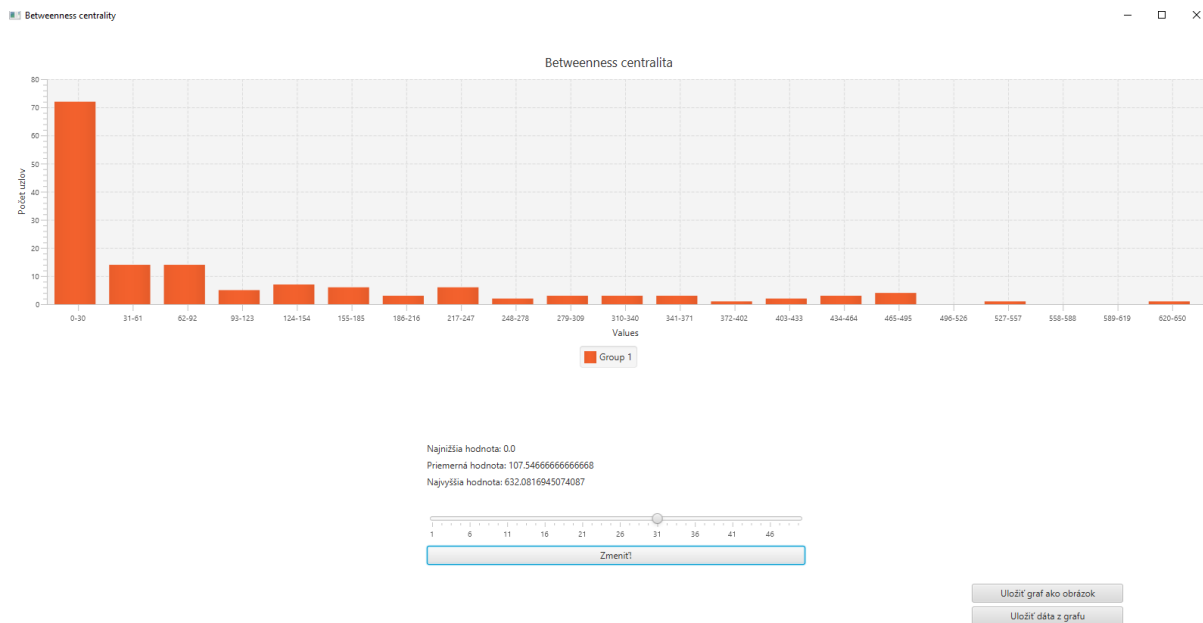 Betweenness centrality
Betweenness centralita
80
70
60
50
40
30
20
10
0
Počet uzlov
0-30 31-61 62-92 93-123 124-154 155-185 186-216 217-247 248-278 279-309 310-340 341-371 372-402 403-433 434-464 465-495 496-526 527-557 558-588 589-619 620-650
Values
Group 1
Najnižšia hodnota: 0.0
Priemerná hodnota: 107.54666666666668
Najvyššia hodnota: 632.0816945074087
1 6 11 16 21 26 31 36 41 46
Zmeniť!
Uložiť graf ako obrázok
Uložiť dáta z grafu